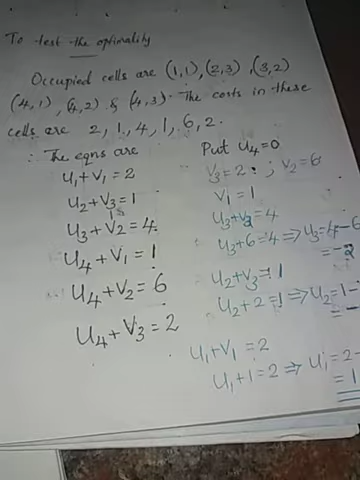 To test the optimality
Occupied cells are (1,1), (2,3), (3,2)
(4,1), (4,2) & (4,3). The costs in these
cells are 2, 1, 4, 1, 6, 2.
∴ The eqns are
U1+V1=2
U2+V3=1
U3+V2=4.
U4+V1=1
U4+V2=6
U4+V3=2
Put U4=0
V3=2 ; V2=6
V1=1
U3+V2=4
U3+6=4 ⇒ U3=4-6
=-2
U2+V3=1
U2+2=1 ⇒ U2=1-
=-
U1+V1=2
U1+1=2 ⇒ U1=2-
=1